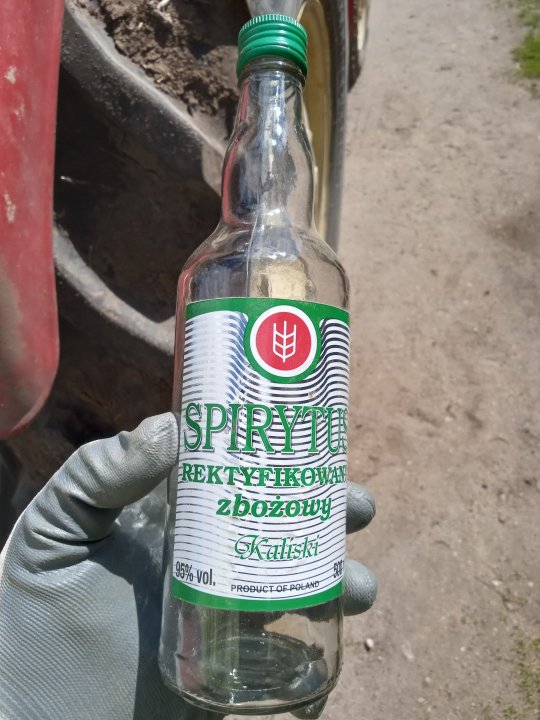 SPIRYTUS
REKTYFIKOWAN
zbożowy
Kaliski
95% vol.
PRODUCT OF POLAND